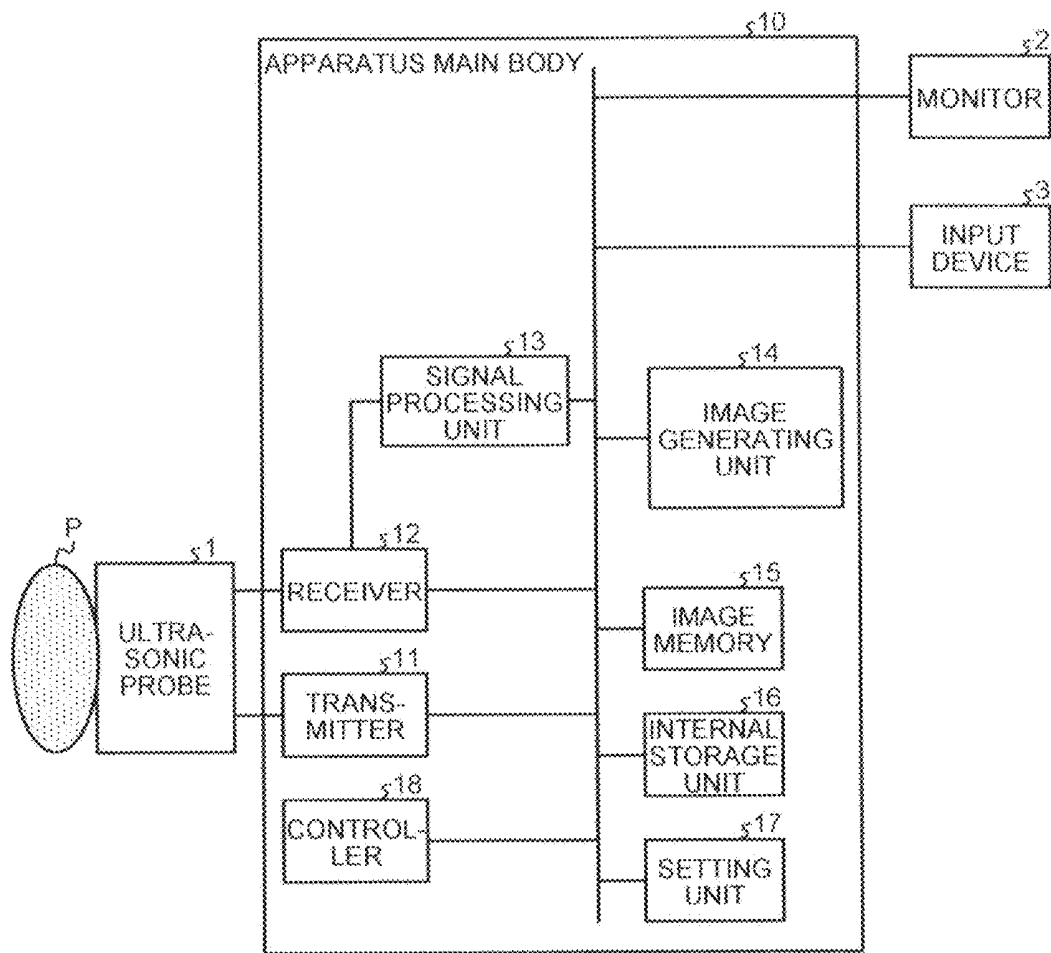 10
APPARATUS MAIN BODY
2
MONITOR
3
INPUT
DEVICE
13
SIGNAL
PROCESSING
UNIT
14
IMAGE
GENERATING
UNIT
P
1
ULTRA-
SONIC
PROBE
12
RECEIVER
15
IMAGE
MEMORY
11
TRANS-
MITTER
16
INTERNAL
STORAGE
UNIT
18
CONTROL-
LER
17
SETTING
UNIT